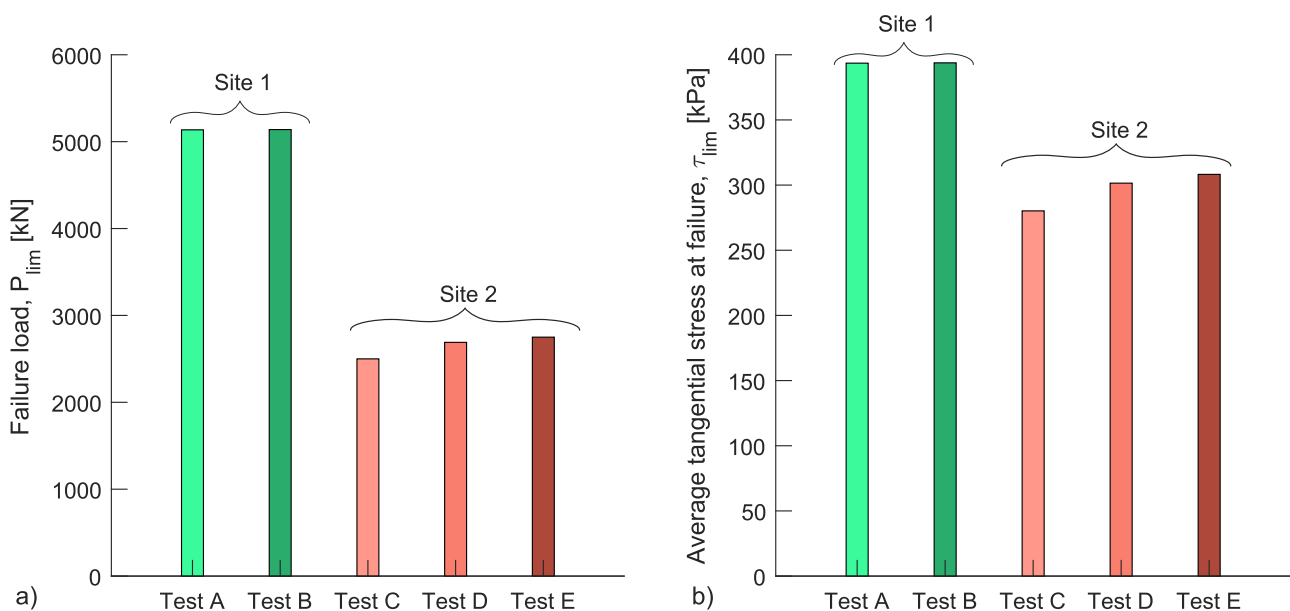 Site 1
6000
5000
4000
3000
2000
1000
0
Failure load, P_lim [kN]
Site 2
Test A Test B Test C Test D Test E
a)
Site 1
400
350
300
250
200
150
100
50
0
Average tangential stress at failure, τ_lim [kPa]
Site 2
Test A Test B Test C Test D Test E
b)